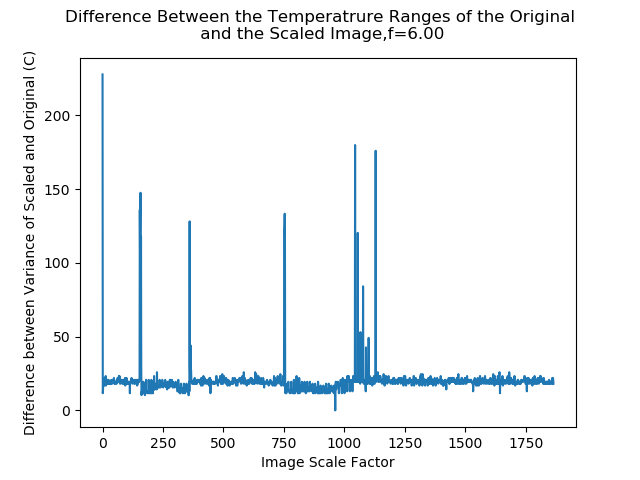 Difference Between the Temperatrure Ranges of the Original
and the Scaled Image,f=6.00
Difference between Variance of Scaled and Original (C)
200
150
100
50
0
0 250 500 750 1000 1250 1500 1750
Image Scale Factor